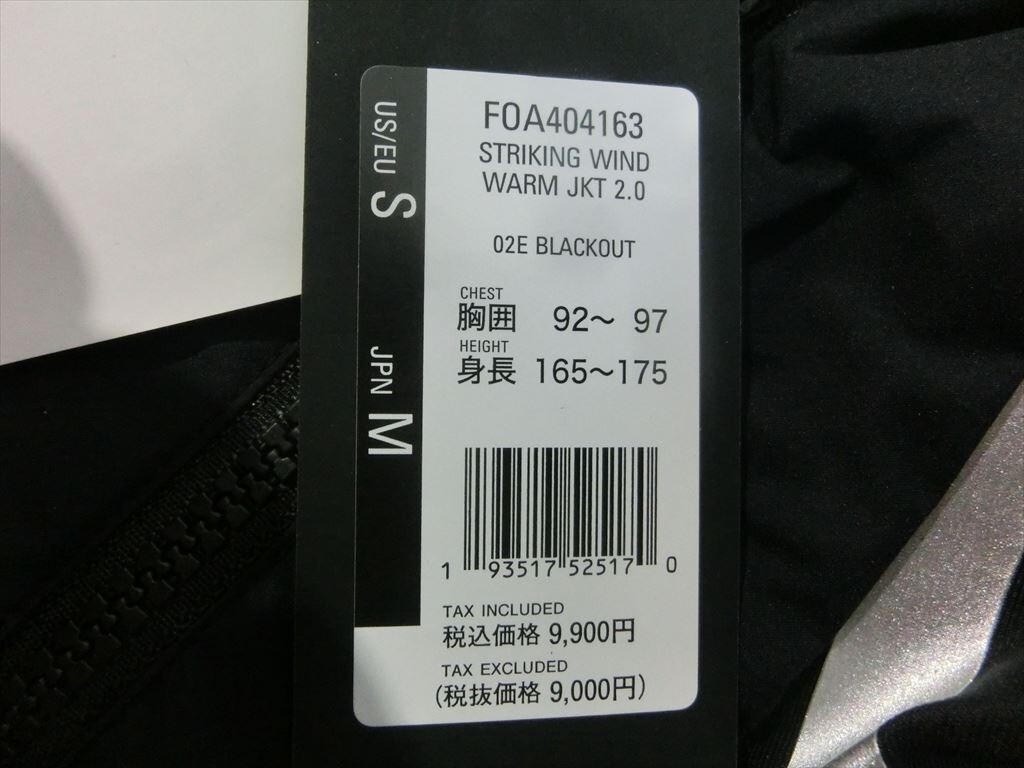 US/EU S
JPN M
FOA404163
STRIKING WIND
WARM JKT 2.0
02E BLACKOUT
CHEST
胸囲 92〜 97
HEIGHT
身長 165〜175
1 93517 52517 0
TAX INCLUDED
税込価格 9,900円
TAX EXCLUDED
(税抜価格 9,000円)